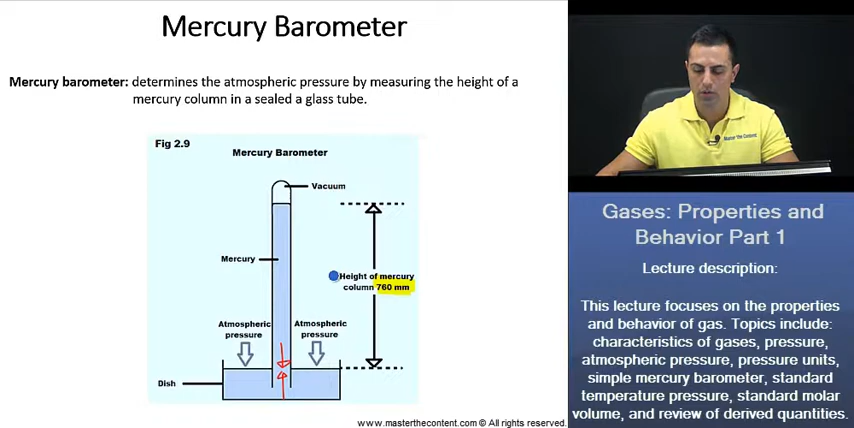 Mercury Barometer
Mercury barometer: determines the atmospheric pressure by measuring the height of a
mercury column in a sealed a glass tube.
Fig 2.9
Mercury Barometer
Vacuum
Mercury
Height of mercury
column 760 mm
Atmospheric
pressure
Atmospheric
pressure
Dish
www.masterthecontent.com © All rights reserved.
Master The Content
Gases: Properties and
Behavior Part 1
Lecture description:
This lecture focuses on the properties
and behavior of gas. Topics include:
characteristics of gases, pressure,
atmospheric pressure, pressure units,
simple mercury barometer, standard
temperature pressure, standard molar
volume, and review of derived quantities.